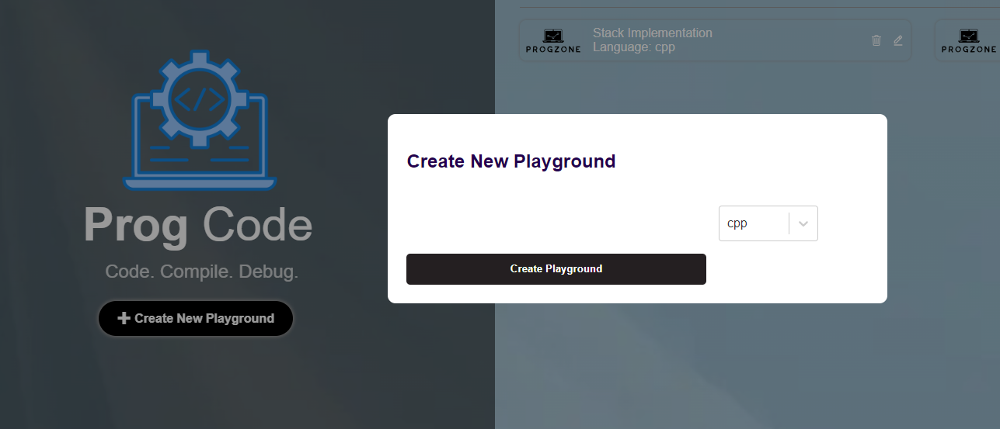 Stack Implementation
Language: cpp
PROGZONE
PROGZONE
</>
Prog Code
Code. Compile. Debug.
Create New Playground
Create New Playground
cpp
Create Playground